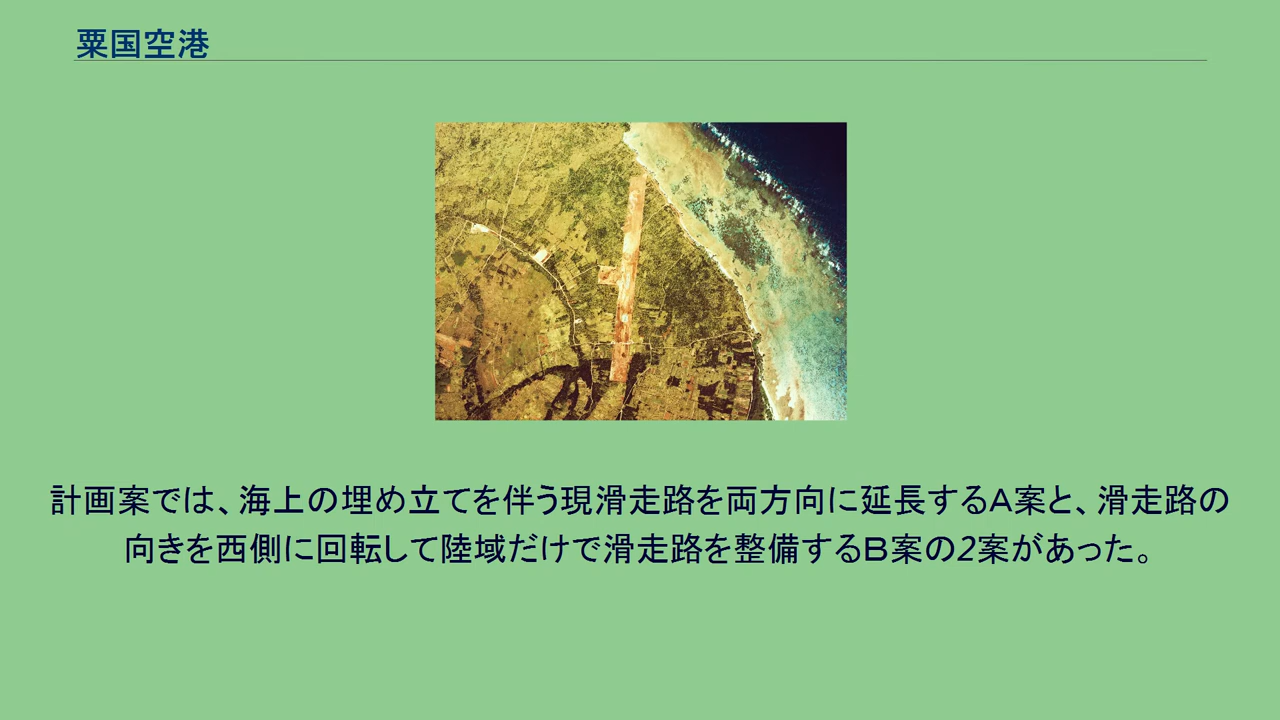 粟国空港
計画案では、海上の埋め立てを伴う現滑走路を両方向に延長するA案と、滑走路の
向きを西側に回転して陸域だけで滑走路を整備するB案の2案があった。